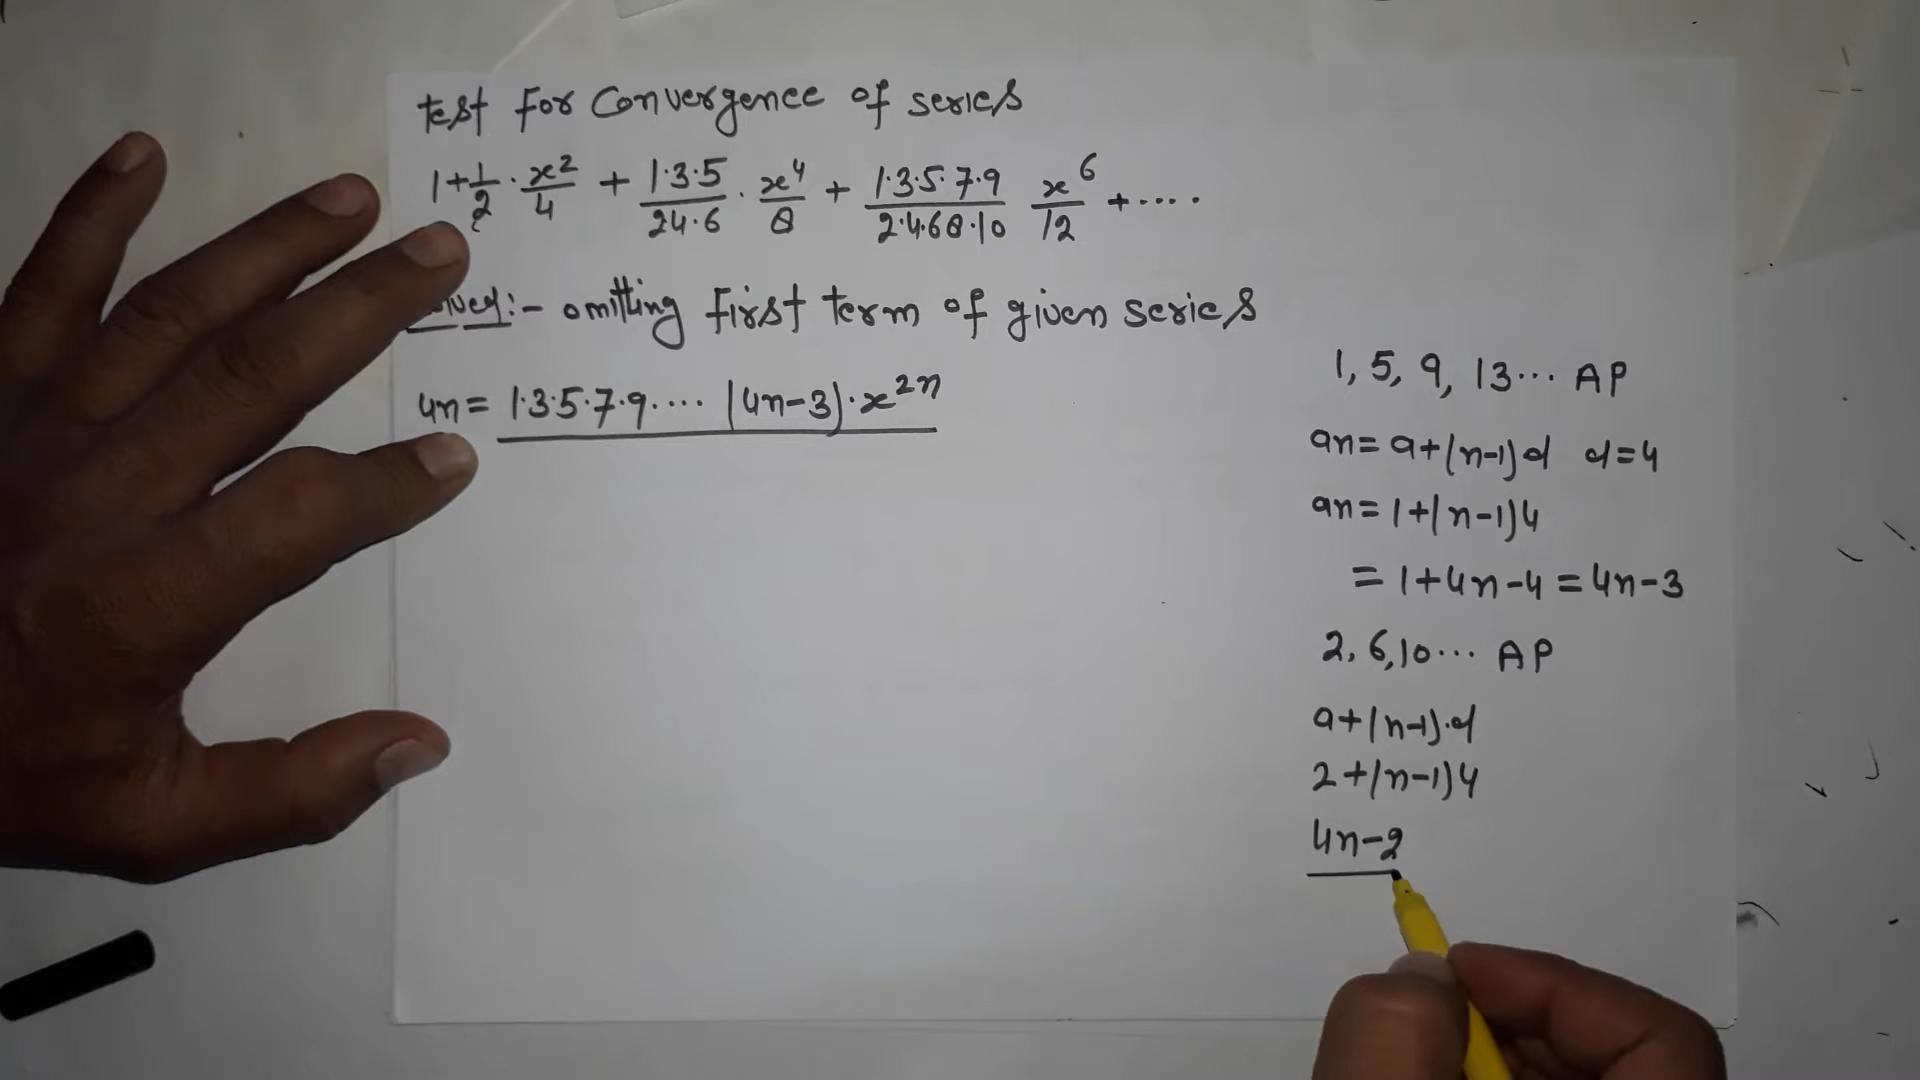 test For Convergence of series
1+1/2 · x²/4 + 1·3·5/2·4·6 · x⁴/8 + 1·3·5·7·9/2·4·6·8·10 x⁶/12 + ····
:- omitting First term of given series
un = 1·3·5·7·9···· (4n-3)·x²ⁿ
1, 5, 9, 13··· AP
an = a+(n-1)d d=4
an = 1+(n-1)4
= 1+4n-4 = 4n-3
2, 6, 10··· AP
a+(n-1)·d
2+(n-1)4
4n-2